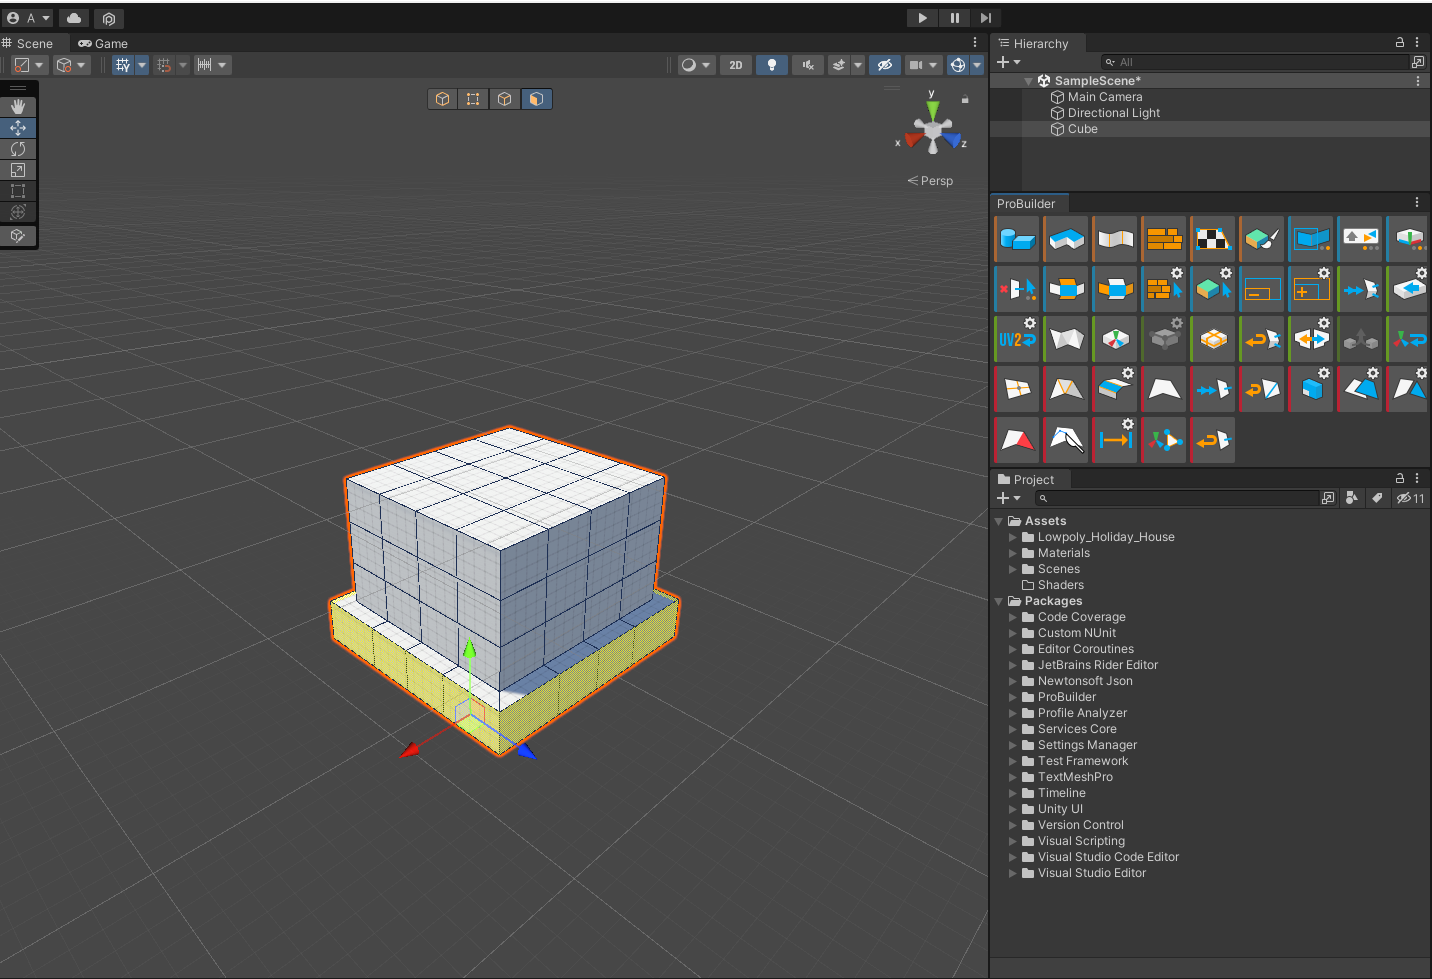 A
Scene
Game
2D
y
x
z
Persp
Hierarchy
All
SampleScene*
Main Camera
Directional Light
Cube
ProBuilder
UV2
Project
11
Assets
Lowpoly_Holiday_House
Materials
Scenes
Shaders
Packages
Code Coverage
Custom NUnit
Editor Coroutines
JetBrains Rider Editor
Newtonsoft Json
ProBuilder
Profile Analyzer
Services Core
Settings Manager
Test Framework
TextMeshPro
Timeline
Unity UI
Version Control
Visual Scripting
Visual Studio Code Editor
Visual Studio Editor